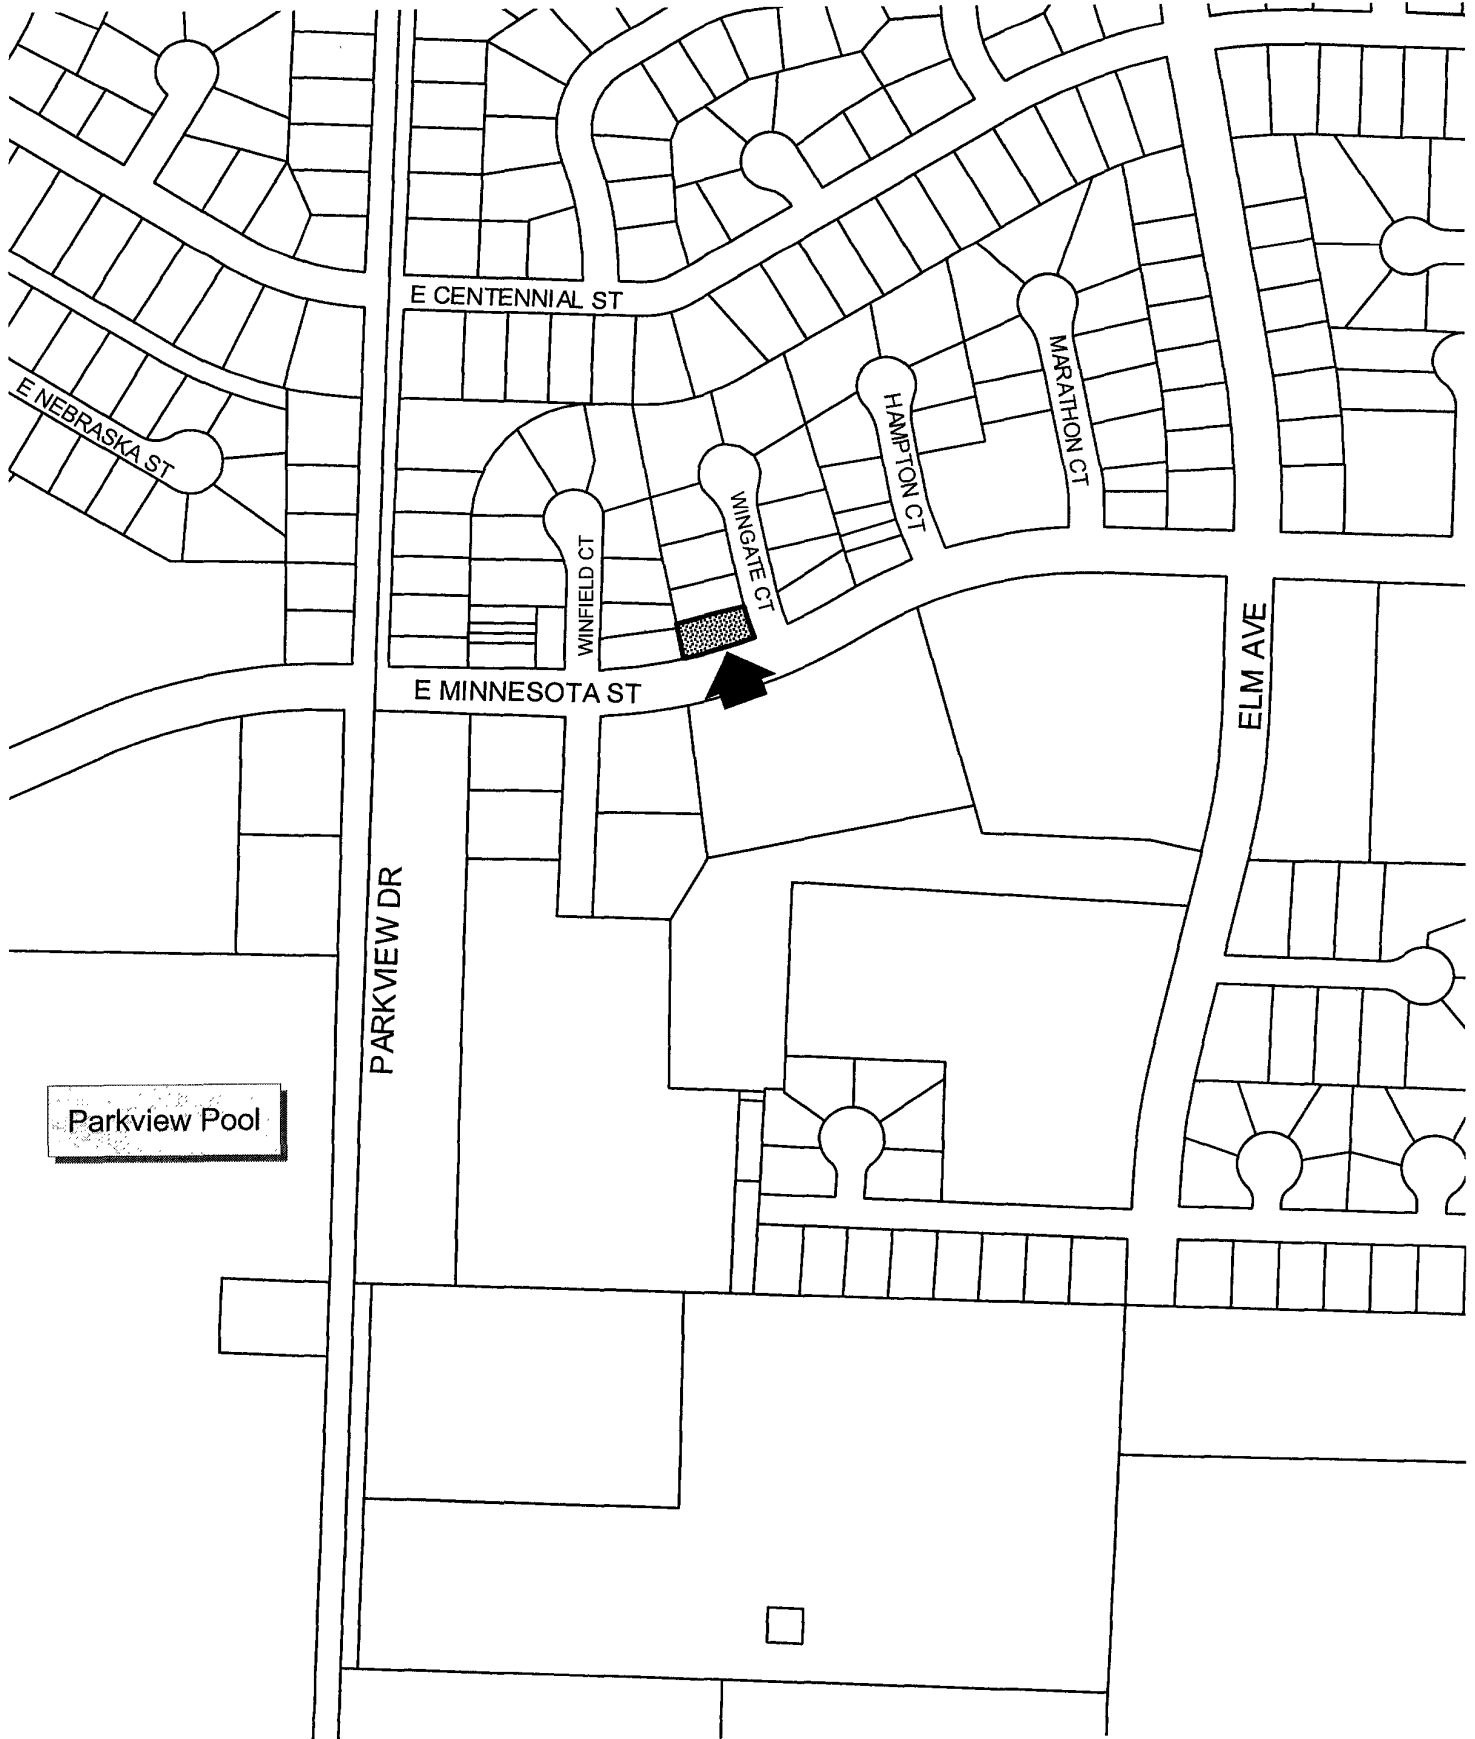 E CENTENNIAL ST
MARATHON CT
E NEBRASKA ST
HAMPTON CT
WINGATE CT
WINFIELD CT
E MINNESOTA ST
ELM AVE
PARKVIEW DR
Parkview Pool